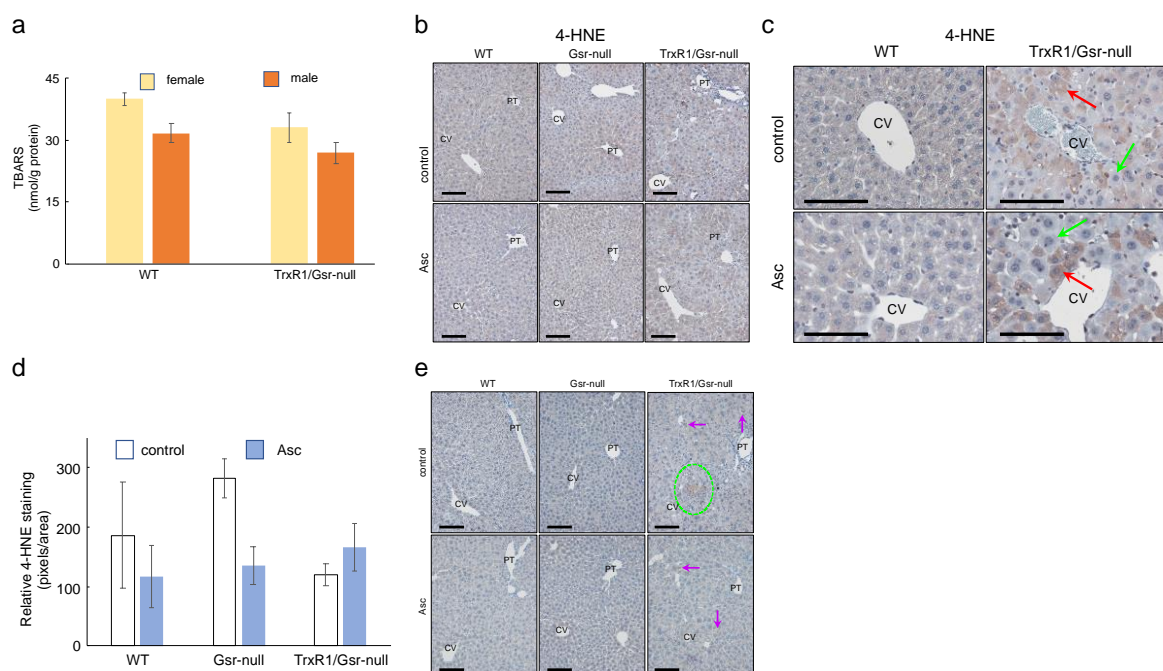 a
female
male
TBARS
(nmol/g protein)
45
30
15
0
WT
TrxR1/Gsr-null
b
4-HNE
WT
Gsr-null
TrxR1/Gsr-null
control
PT
CV
CV
PT
PT
CV
Asc
PT
CV
PT
CV
PT
CV
c
4-HNE
WT
TrxR1/Gsr-null
control
CV
CV
Asc
CV
CV
d
control
Asc
Relative 4-HNE staining
(pixels/area)
300
200
100
0
WT
Gsr-null
TrxR1/Gsr-null
e
WT
Gsr-null
TrxR1/Gsr-null
control
PT
CV
PT
CV
PT
CV
Asc
PT
CV
PT
CV
PT
CV